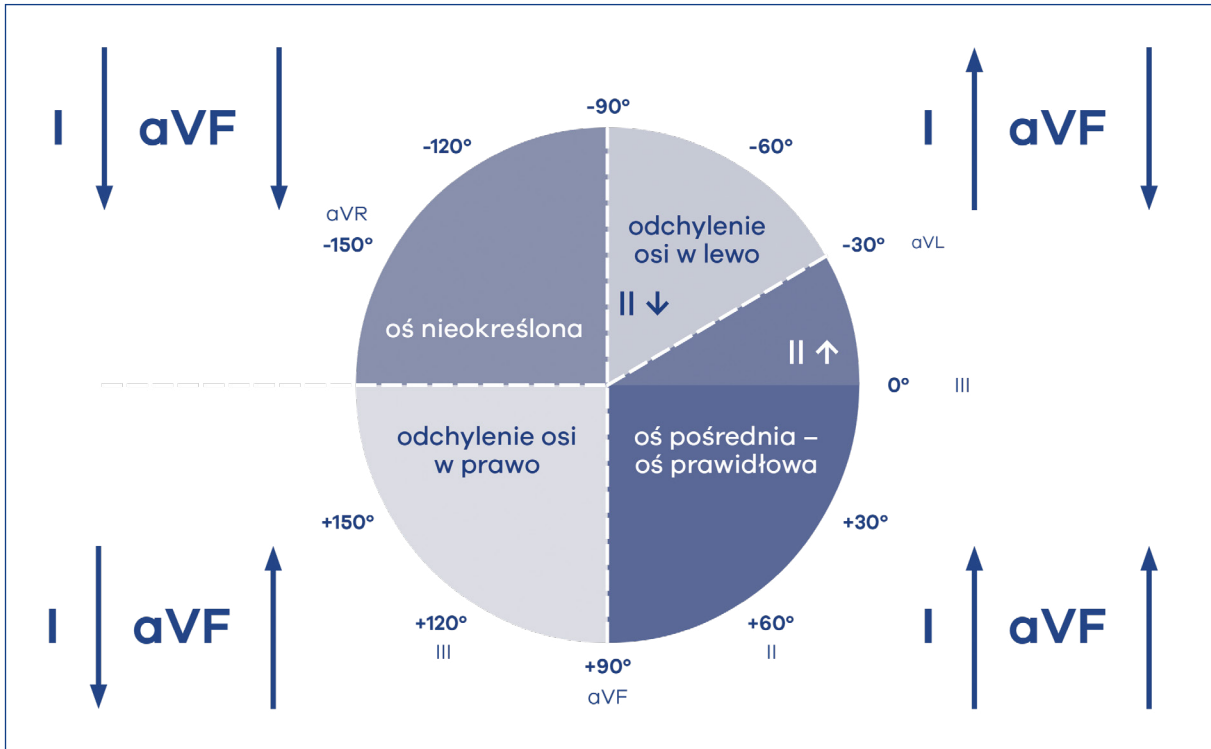 I aVF
I aVF
-90°
-120°
-60°
aVR
-150°
-30° aVL
odchylenie
osi w lewo
II ↓
oś nieokreślona
II ↑
0° III
odchylenie osi
w prawo
oś pośrednia –
oś prawidłowa
+150°
+30°
I aVF
I aVF
+120°
III
+60°
II
+90°
aVF